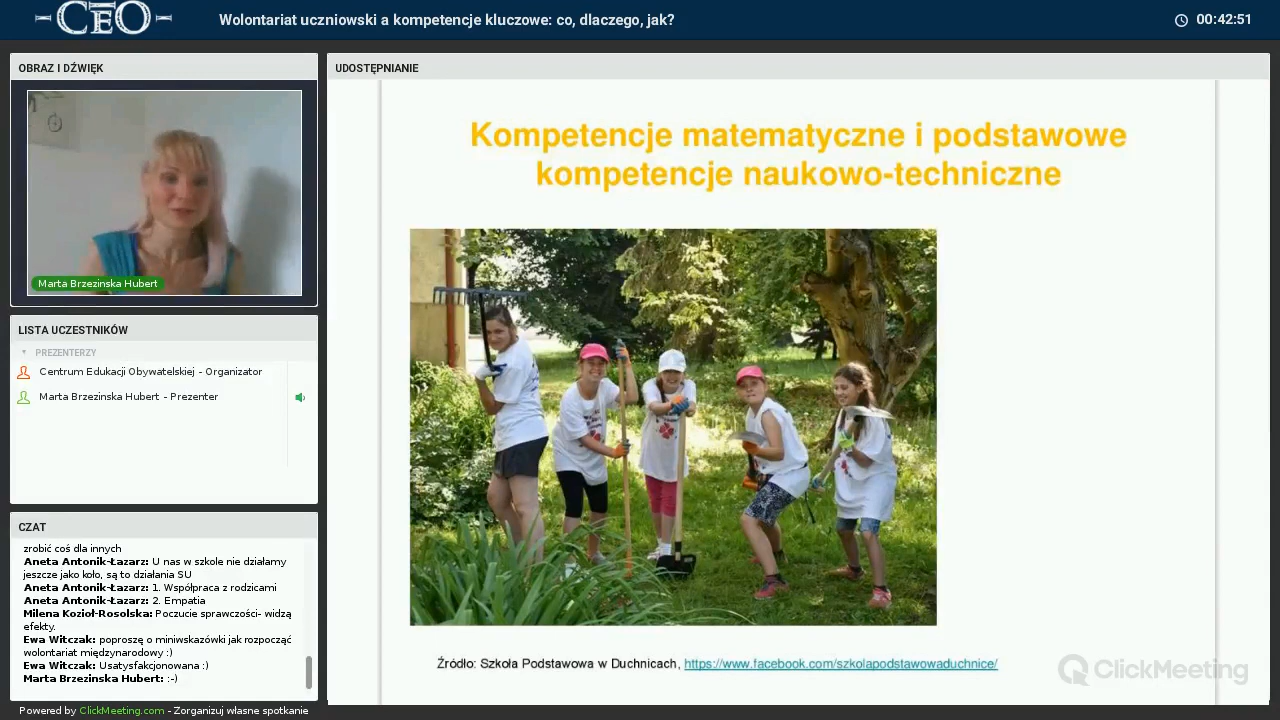 CEO
Wolontariat uczniowski a kompetencje kluczowe: co, dlaczego, jak?
00:42:51
OBRAZ I DŹWIĘK
Marta Brzezinska Hubert
LISTA UCZESTNIKÓW
PREZENTERZY
Centrum Edukacji Obywatelskiej - Organizator
Marta Brzezinska Hubert - Prezenter
CZAT
zrobić coś dla innych
Aneta Antonik-Łazarz: U nas w szkole nie działamy
jeszcze jako koło, są to działania SU
Aneta Antonik-Łazarz: 1. Współpraca z rodzicami
Aneta Antonik-Łazarz: 2. Empatia
Milena Kozioł-Rosolska: Poczucie sprawczości- widzą
efekty.
Ewa Witczak: poproszę o miniwskazówki jak rozpocząć
wolontariat międzynarodowy :)
Ewa Witczak: Usatysfakcjonowana :)
Marta Brzezinska Hubert: :-)
Powered by ClickMeeting.com - Zorganizuj własne spotkanie
UDOSTĘPNIANIE
Kompetencje matematyczne i podstawowe
kompetencje naukowo-techniczne
Źródło: Szkoła Podstawowa w Duchnicach, https://www.facebook.com/szkolapodstawowaduchnice/
ClickMeeting